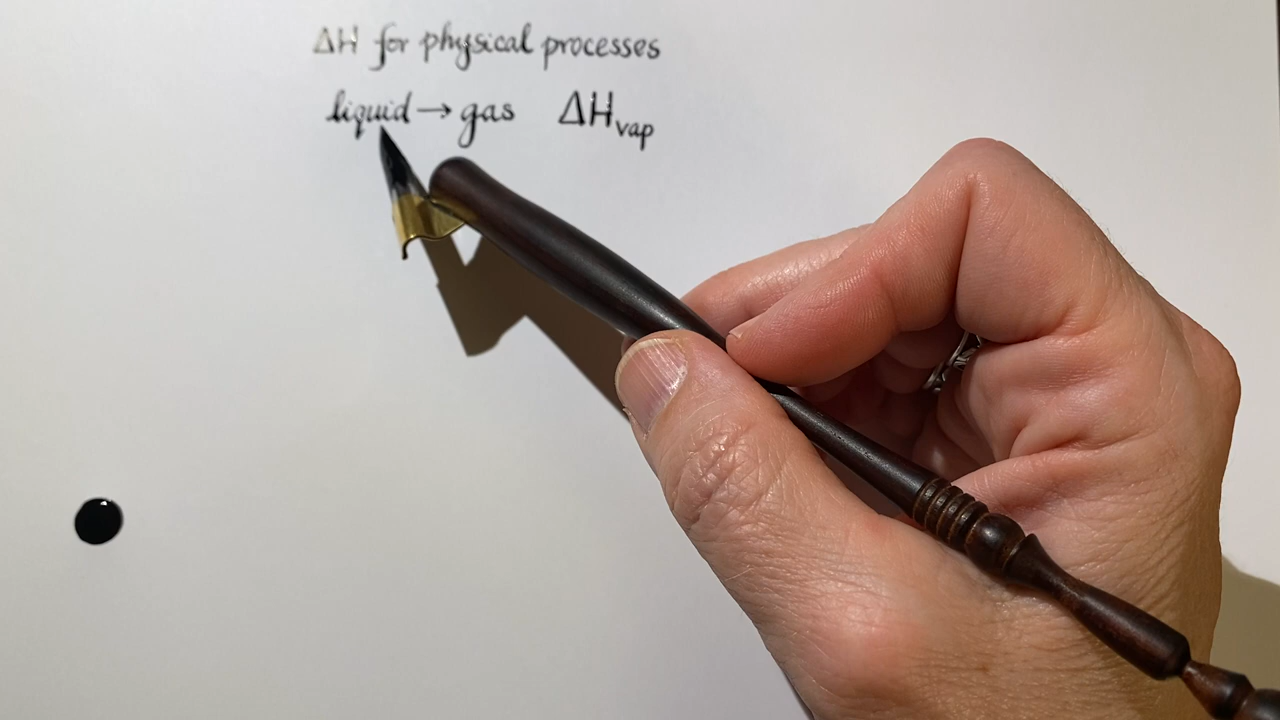 ΔH for physical processes
liquid → gas ΔHvap